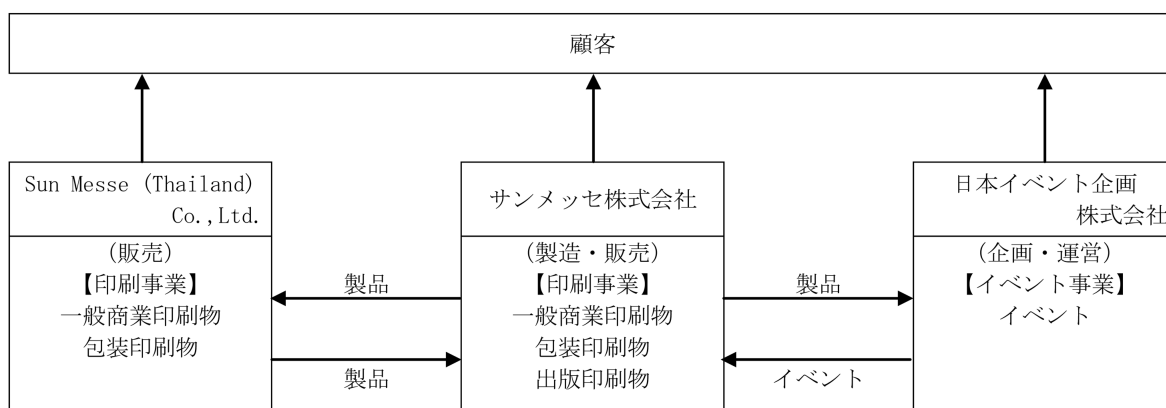 顧客
Sun Messe (Thailand)
Co.,Ltd.
(販売)
【印刷事業】
一般商業印刷物
包装印刷物
製品
製品
サンメッセ株式会社
(製造・販売)
【印刷事業】
一般商業印刷物
包装印刷物
出版印刷物
製品
イベント
日本イベント企画
株式会社
(企画・運営)
【イベント事業】
イベント